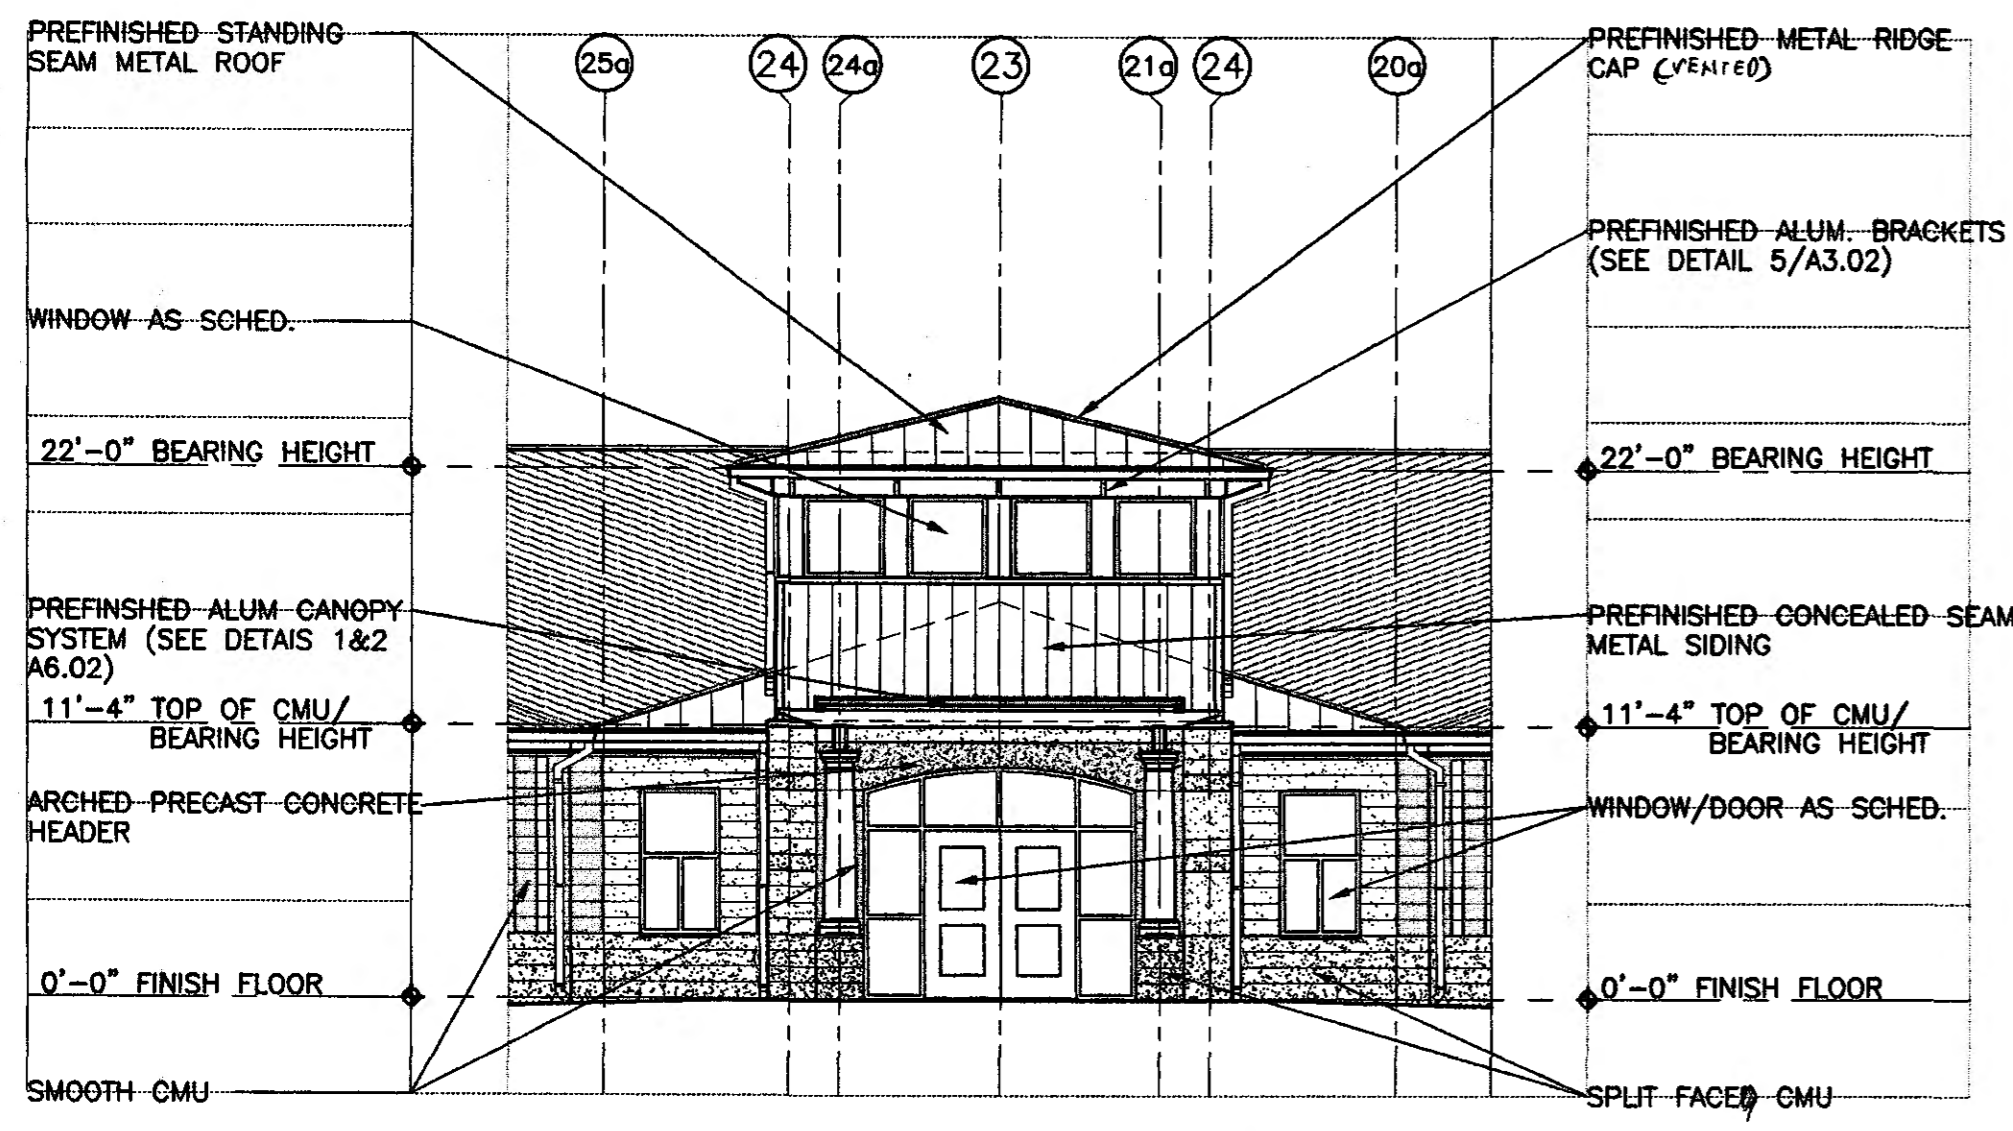 PREFINISHED STANDING
SEAM METAL ROOF
25a
24
24a
23
21a
24
20a
PREFINISHED METAL RIDGE
CAP (VENTED)
PREFINISHED ALUM. BRACKETS
(SEE DETAIL 5/A3.02)
WINDOW AS SCHED.
22'-0" BEARING HEIGHT
22'-0" BEARING HEIGHT
PREFINSHED ALUM CANOPY
SYSTEM (SEE DETAIS 1&2
A6.02)
PREFINISHED CONCEALED SEAM
METAL SIDING
11'-4" TOP OF CMU/
BEARING HEIGHT
11'-4" TOP OF CMU/
BEARING HEIGHT
ARCHED PRECAST CONCRETE
HEADER
WINDOW/DOOR AS SCHED.
0'-0" FINISH FLOOR
0'-0" FINISH FLOOR
SMOOTH CMU
SPLIT FACED CMU